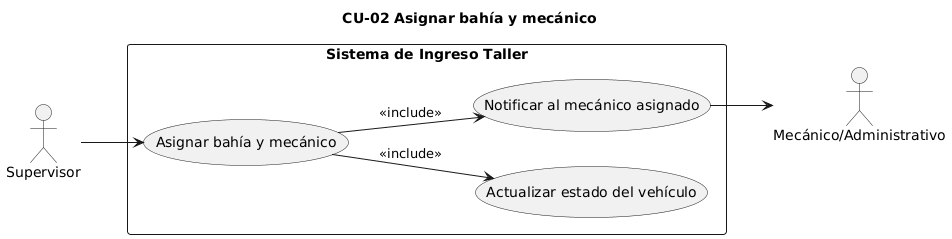 CU-02 Asignar bahía y mecánico
Sistema de Ingreso Taller
Supervisor
Asignar bahía y mecánico
«include»
«include»
Notificar al mecánico asignado
Actualizar estado del vehículo
Mecánico/Administrativo